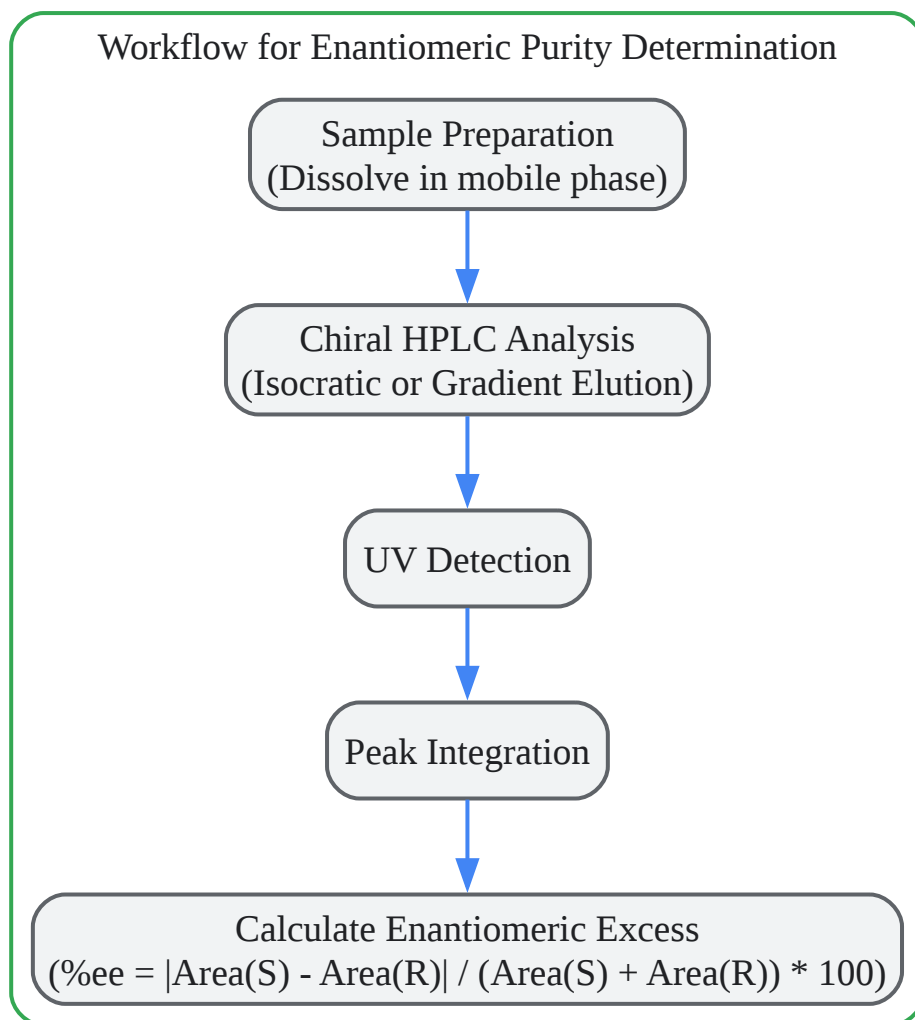 Workflow for Enantiomeric Purity Determination
Sample Preparation
(Dissolve in mobile phase)
Chiral HPLC Analysis
(Isocratic or Gradient Elution)
UV Detection
Peak Integration
Calculate Enantiomeric Excess
(%ee = |Area(S) - Area(R)| / (Area(S) + Area(R)) * 100)